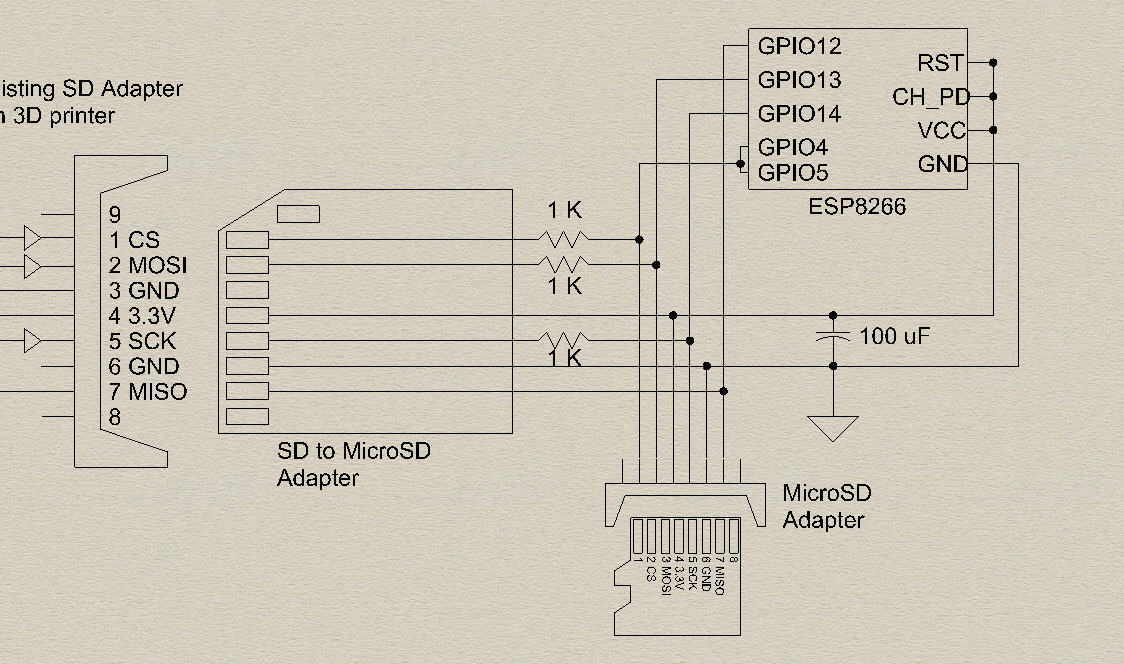 isting SD Adapter
n 3D printer
9
1 CS
2 MOSI
3 GND
4 3.3V
5 SCK
6 GND
7 MISO
8
SD to MicroSD
Adapter
1 K
1 K
1 K
GPIO12
GPIO13
GPIO14
GPIO4
GPIO5
RST
CH_PD
VCC
GND
ESP8266
100 uF
MicroSD
Adapter
1
2 CS
3 MOSI
4 3.3V
5 SCK
6 GND
7 MISO
8